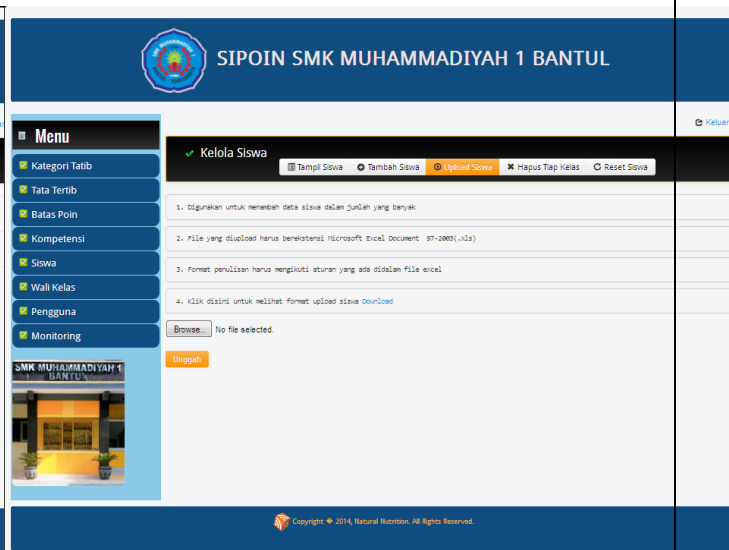 SIPOIN SMK MUHAMMADIYAH 1 BANTUL
Keluar
Menu
Kategori Tatib
Tata Tertib
Batas Poin
Kompetensi
Siswa
Wali Kelas
Pengguna
Monitoring
SMK MUHAMMADIYAH 1
BANTUL
Kelola Siswa
Tampil Siswa Tambah Siswa Upload Siswa Hapus Tiap Kelas Reset Siswa
1. Digunakan untuk menambah data siswa dalam jumlah yang banyak
2. File yang diupload harus berekstensi Microsoft Excel Document 97-2003(.xls)
3. Format penulisan harus mengikuti aturan yang ada didalam file excel
4. Klik disini untuk melihat format upload siswa Download
Browse... No file selected.
Unggah
Copyright � 2014, Natural Nutrition. All Rights Reserved.